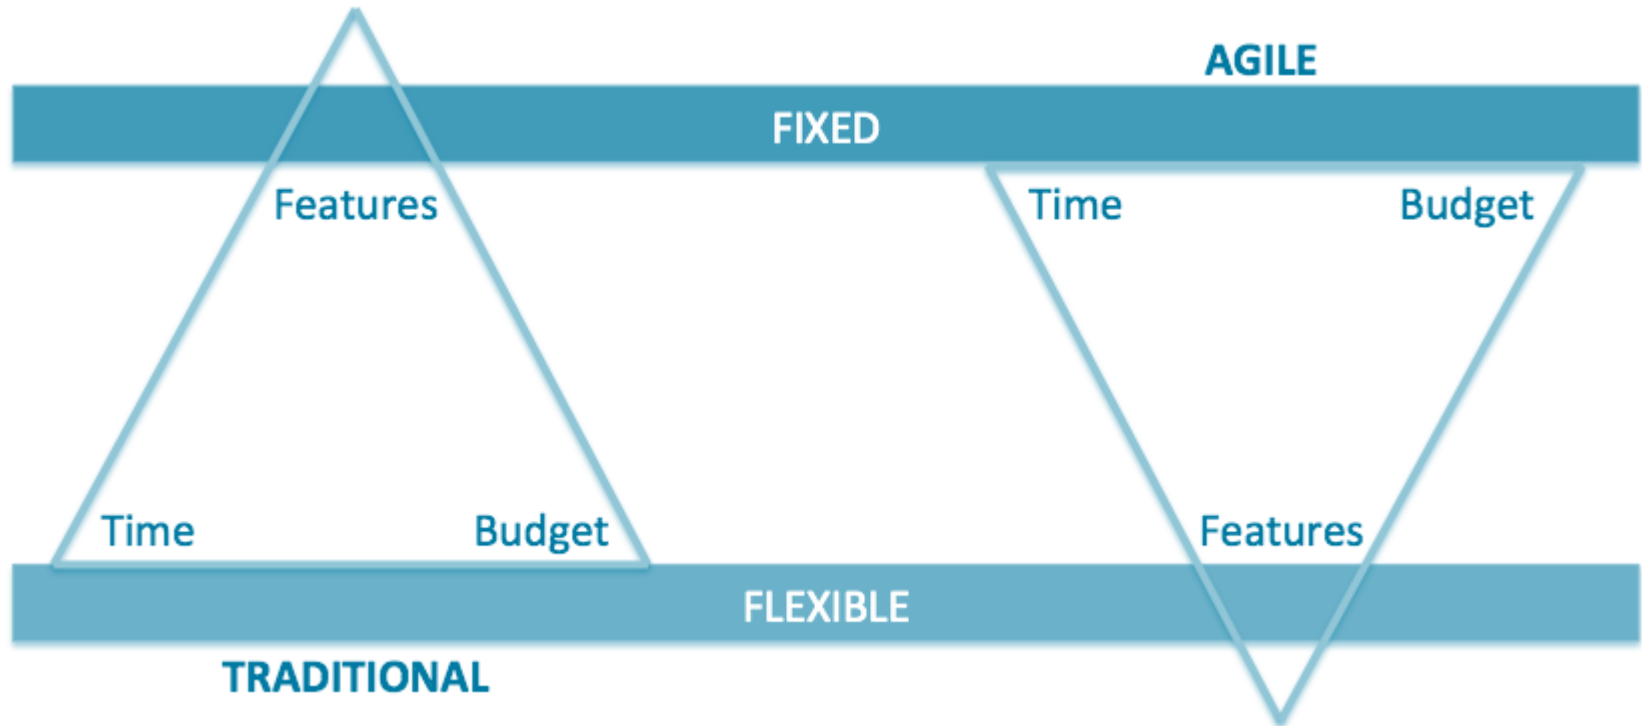 AGILE
FIXED
Features
Time Budget
Time Budget
Features
FLEXIBLE
TRADITIONAL